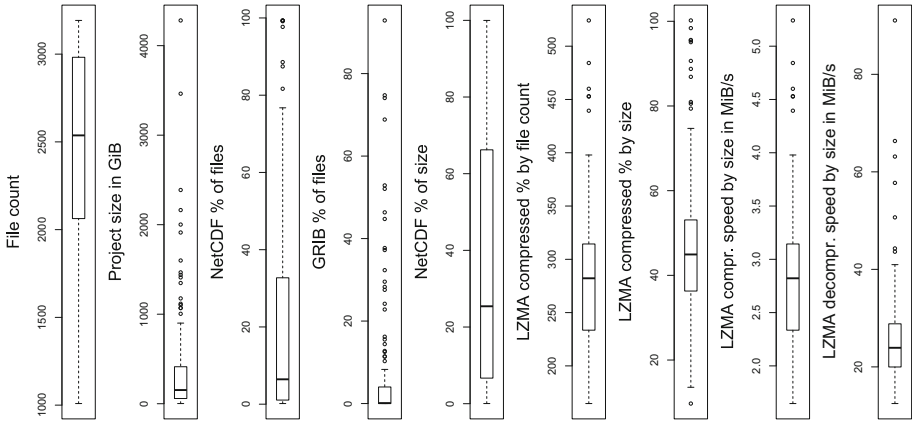 File count
1000 1500 2000 2500 3000
Project size in GiB
0 1000 2000 3000 4000
NetCDF % of files
0 20 40 60 80 100
GRIB % of files
0 20 40 60 80
NetCDF % of size
0 20 40 60 80 100
LZMA compressed % by file count
200 250 300 350 400 450 500
LZMA compressed % by size
20 40 60 80 100
LZMA compr. speed by size in MiB/s
2.0 2.5 3.0 3.5 4.0 4.5 5.0
LZMA decompr. speed by size in MiB/s
20 40 60 80